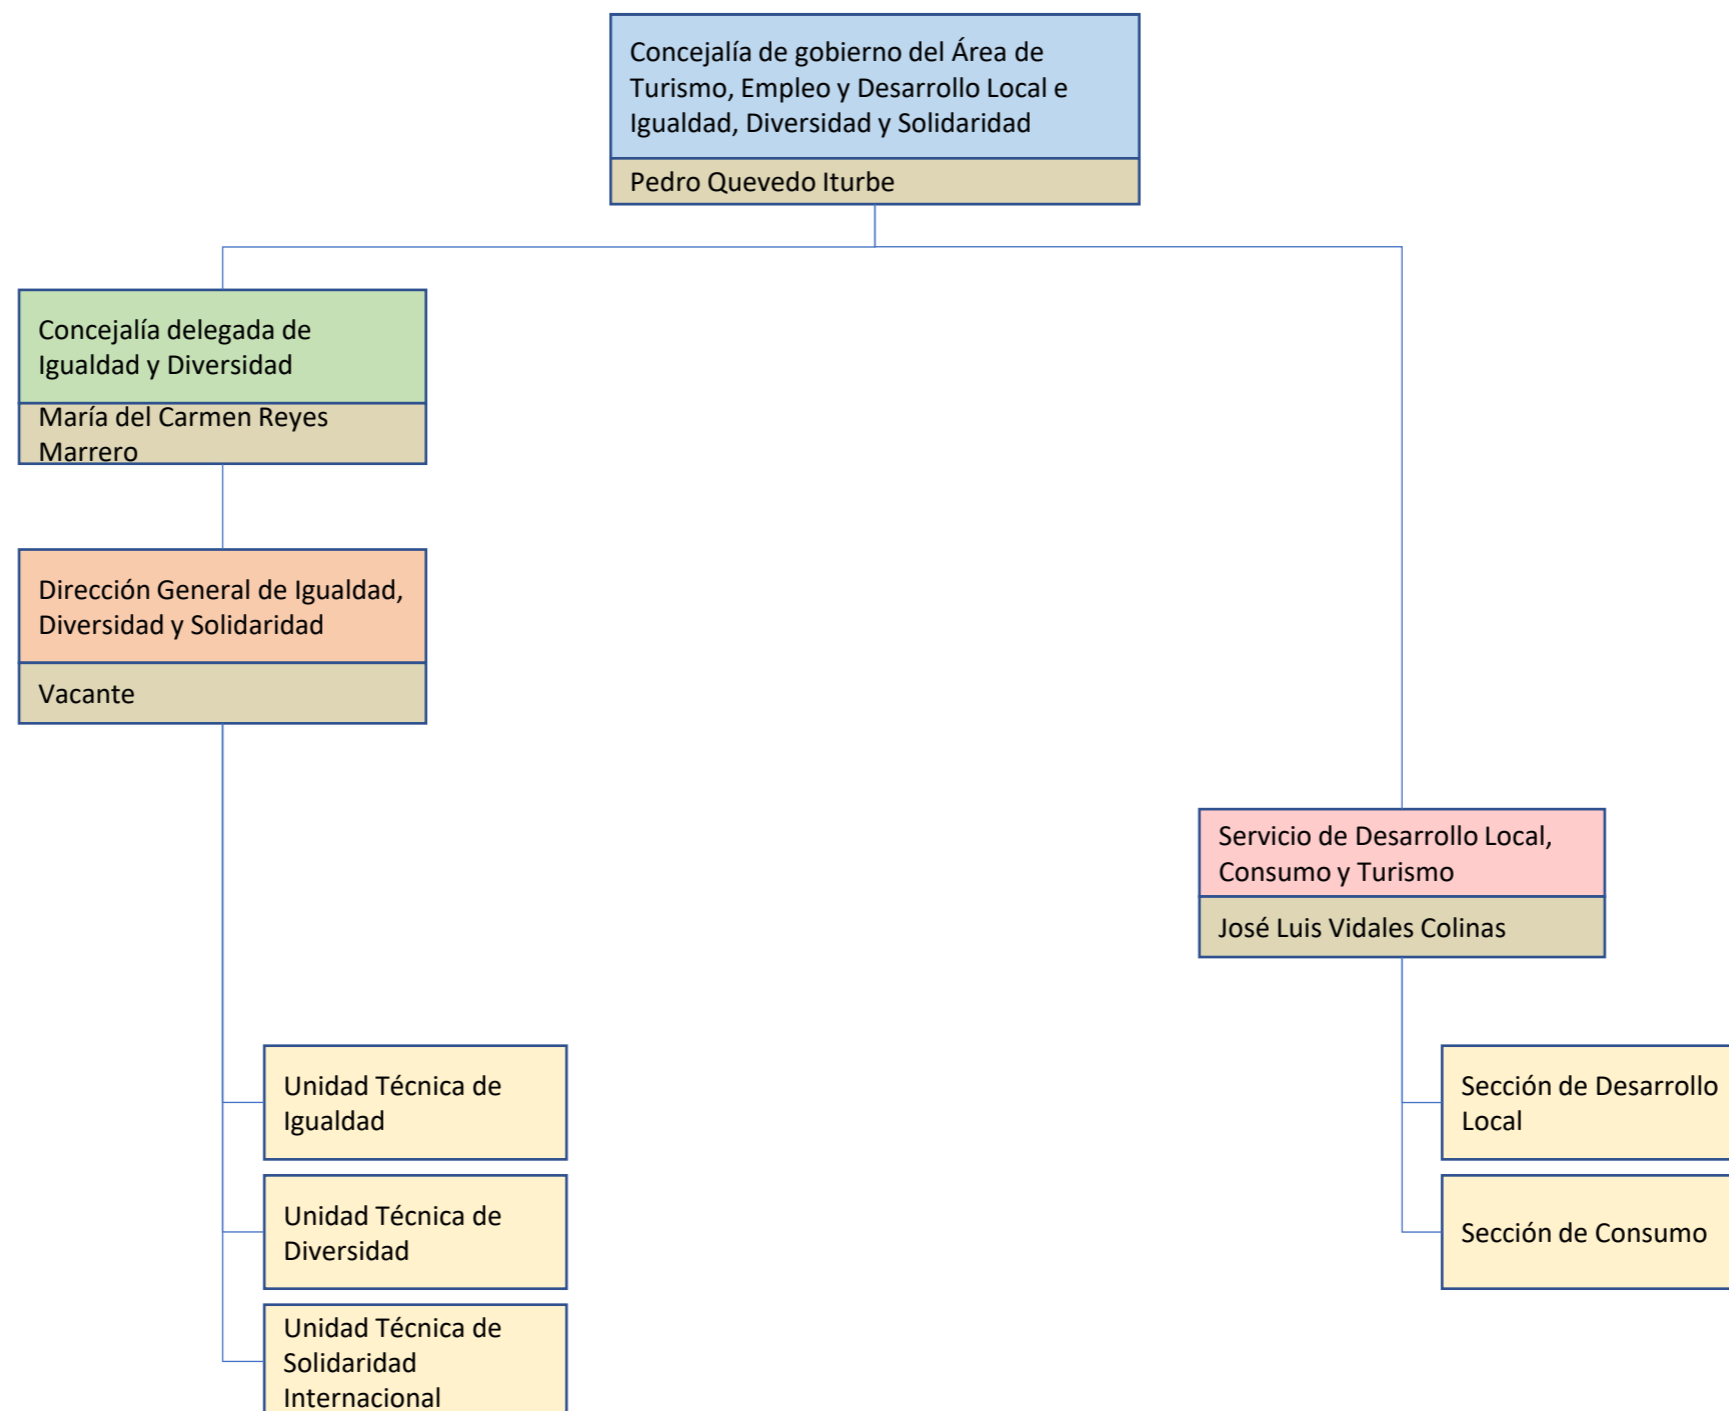 Concejalía de gobierno del Área de
Turismo, Empleo y Desarrollo Local e
Igualdad, Diversidad y Solidaridad
Pedro Quevedo Iturbe
Concejalía delegada de
Igualdad y Diversidad
María del Carmen Reyes
Marrero
Dirección General de Igualdad,
Diversidad y Solidaridad
Vacante
Servicio de Desarrollo Local,
Consumo y Turismo
José Luis Vidales Colinas
Unidad Técnica de
Igualdad
Unidad Técnica de
Diversidad
Unidad Técnica de
Solidaridad
Internacional
Sección de Desarrollo
Local
Sección de Consumo